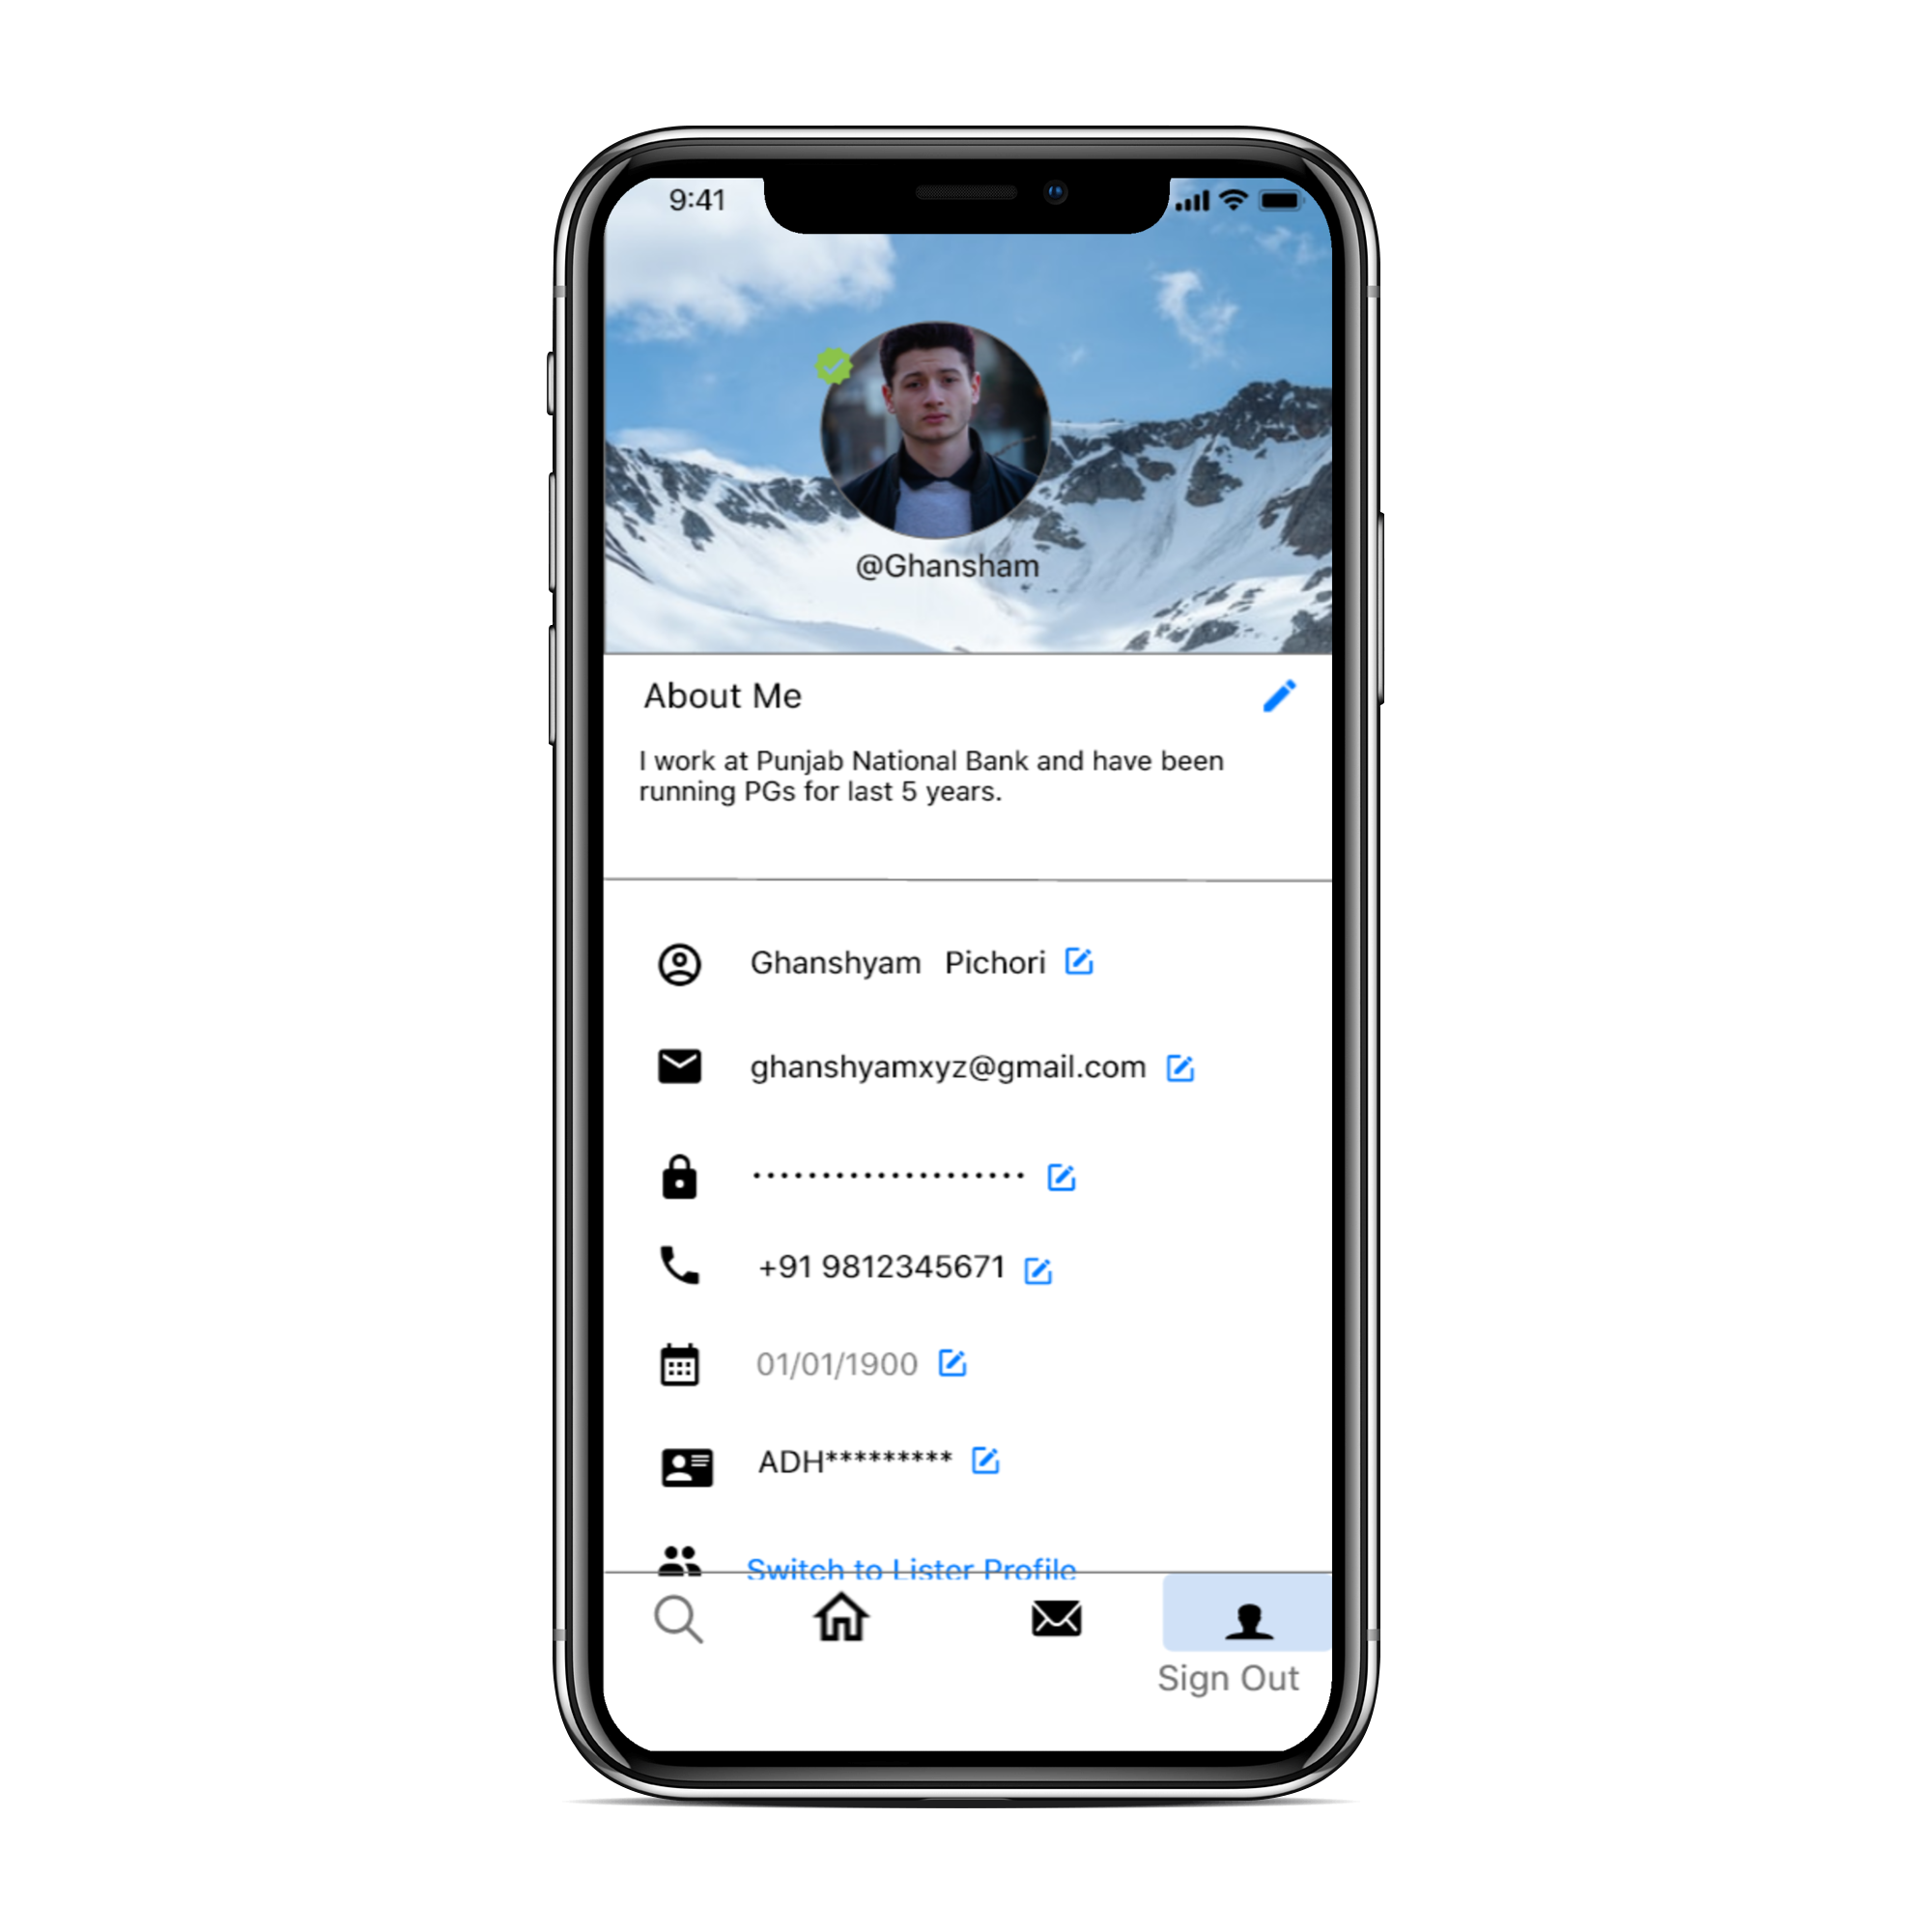 9:41
@Ghansham
About Me
I work at Punjab National Bank and have been
running PGs for last 5 years.
Ghanshyam Pichori
ghanshyamxyz@gmail.com
••••••••••••••••••••
+91 9812345671
01/01/1900
ADH*********
Switch to Lister Profile
Sign Out